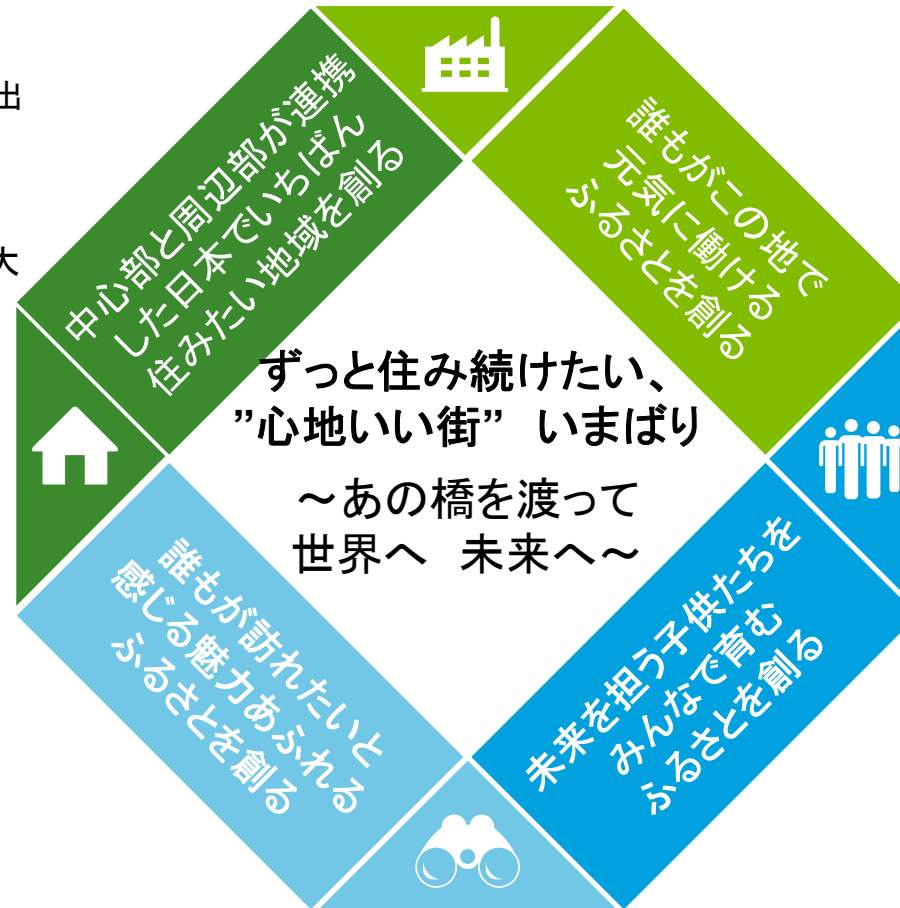 出
大
中心部と周辺部が連携
した日本でいちばん
住みたい地域を創る
誰もがこの地で
元気に働ける
ふるさとを創る
ずっと住み続けたい、
”心地いい街”　いまばり
～あの橋を渡って
世界へ　未来へ～
誰もが訪れたいと
感じる魅力あふれる
ふるさとを創る
未来を担う子供たちを
みんなで育む
ふるさとを創る